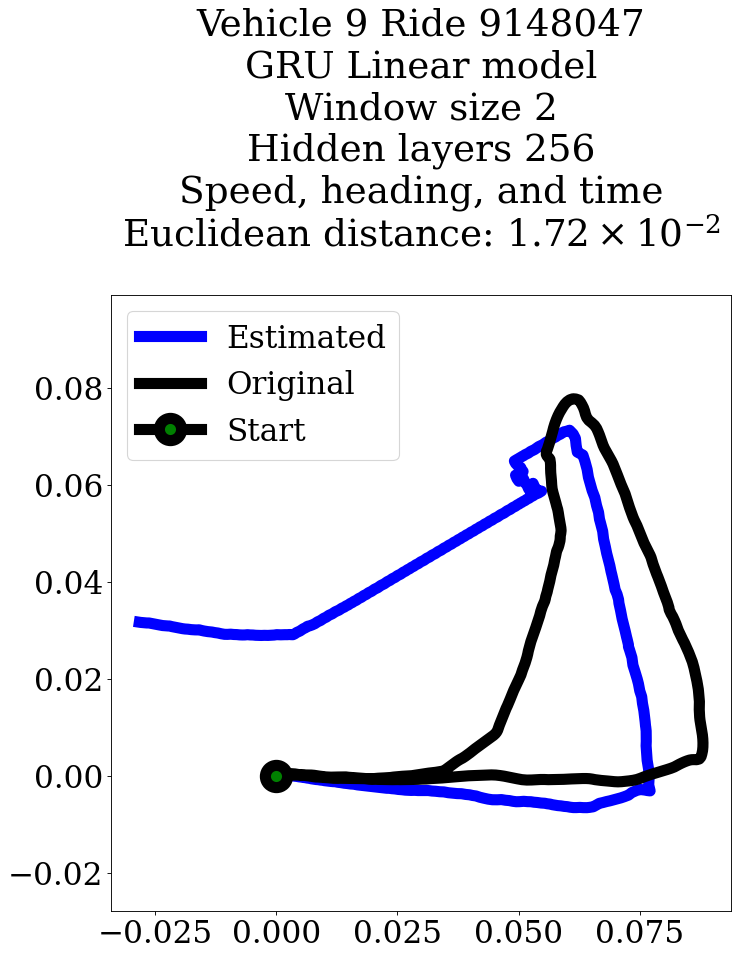 Vehicle 9 Ride 9148047
GRU Linear model
Window size 2
Hidden layers 256
Speed, heading, and time
Euclidean distance: 1.72 × 10⁻²
Estimated
Original
Start
0.08
0.06
0.04
0.02
0.00
−0.02
−0.025 0.000 0.025 0.050 0.075